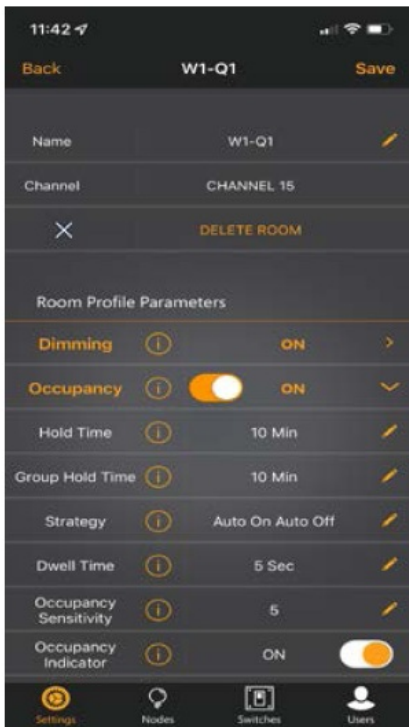 11:42
Back W1-Q1 Save
Name W1-Q1
Channel CHANNEL 15
DELETE ROOM
Room Profile Parameters
Dimming i ON
Occupancy i ON
Hold Time i 10 Min
Group Hold Time i 10 Min
Strategy i Auto On Auto Off
Dwell Time i 5 Sec
Occupancy
Sensitivity i 5
Occupancy
Indicator i ON
Settings Nodes Switches Users